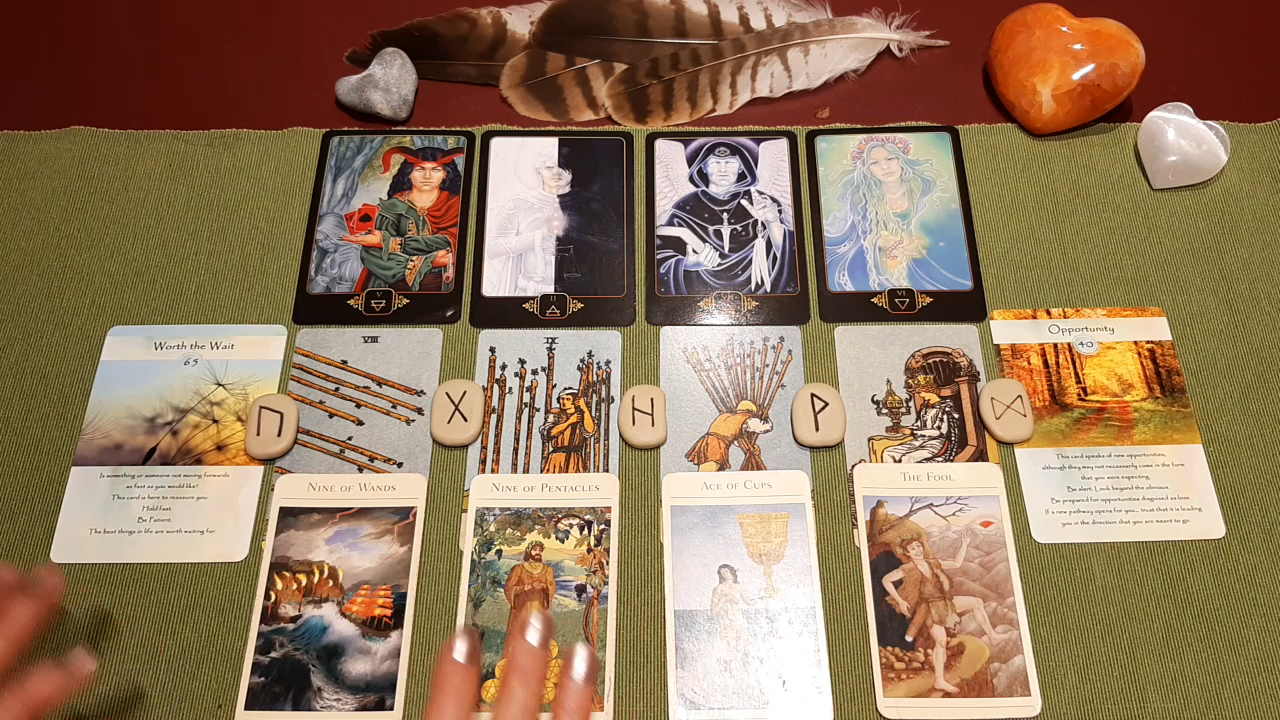 V
II
VII
VI
Worth the Wait
65
Is something or someone not moving forwards
as fast as you would like?
This card is here to reassure you.
Hold fast.
Be Patient.
The best things in life are worth waiting for.
VIII
IX
Opportunity
40
This card speaks of new opportunities,
although they may not necessarily come in the form
that you were expecting.
Be alert. Look beyond the obvious.
Be prepared for opportunities disguised as loss.
If a new pathway opens for you... trust that it is leading
you in the direction that you are meant to go.
ᚢ
ᚷ
ᚺ
ᚹ
ᛞ
Nine of Wands
Nine of Pentacles
Ace of Cups
The Fool